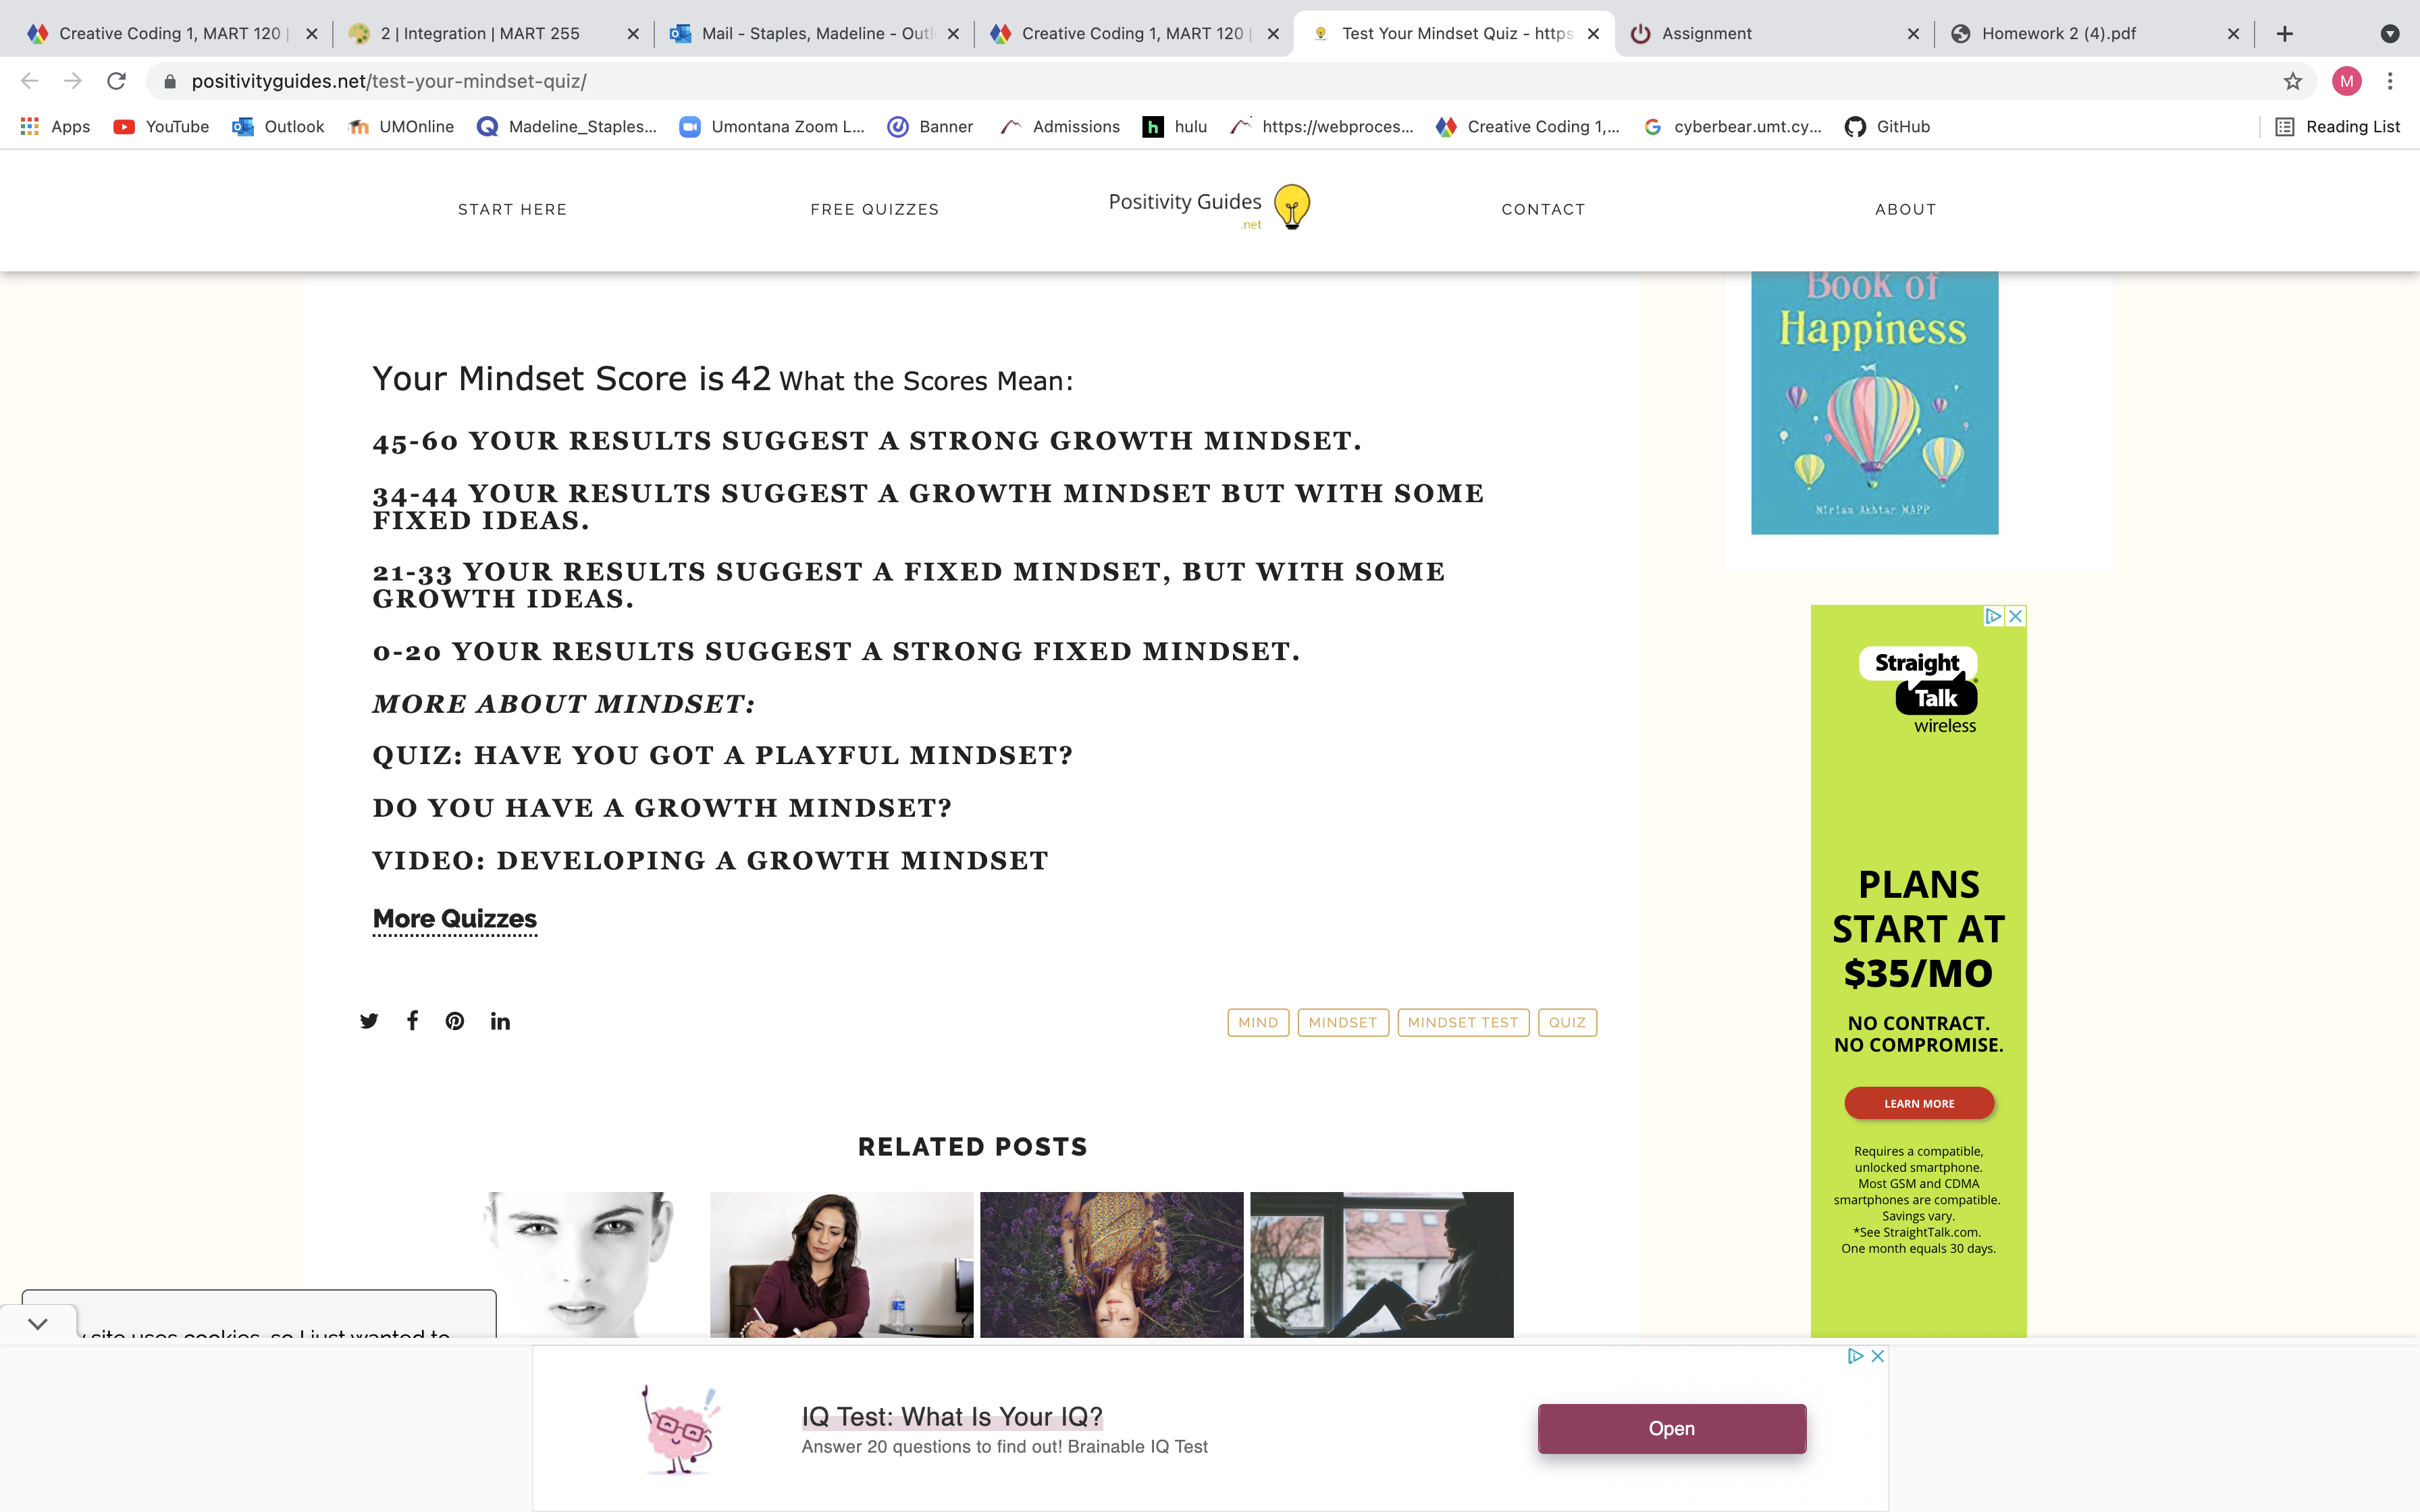 Creative Coding 1, MART 120 |
2 | Integration | MART 255
Mail - Staples, Madeline - Outl
Creative Coding 1, MART 120 |
Test Your Mindset Quiz - https
Assignment
Homework 2 (4).pdf
positivityguides.net/test-your-mindset-quiz/
M
Apps
YouTube
Outlook
UMOnline
Madeline_Staples...
Umontana Zoom L...
Banner
Admissions
h hulu
https://webproces...
Creative Coding 1,...
cyberbear.umt.cy...
GitHub
Reading List
START HERE
FREE QUIZZES
Positivity Guides
.net
CONTACT
ABOUT
Book of
Happiness
Miriam Akhtar MAPP
Your Mindset Score is 42 What the Scores Mean:
45-60 YOUR RESULTS SUGGEST A STRONG GROWTH MINDSET.
34-44 YOUR RESULTS SUGGEST A GROWTH MINDSET BUT WITH SOME
FIXED IDEAS.
21-33 YOUR RESULTS SUGGEST A FIXED MINDSET, BUT WITH SOME
GROWTH IDEAS.
0-20 YOUR RESULTS SUGGEST A STRONG FIXED MINDSET.
MORE ABOUT MINDSET:
QUIZ: HAVE YOU GOT A PLAYFUL MINDSET?
DO YOU HAVE A GROWTH MINDSET?
VIDEO: DEVELOPING A GROWTH MINDSET
More Quizzes
MIND
MINDSET
MINDSET TEST
QUIZ
RELATED POSTS
Straight
Talk
wireless
PLANS
START AT
$35/MO
NO CONTRACT.
NO COMPROMISE.
LEARN MORE
Requires a compatible,
unlocked smartphone.
Most GSM and CDMA
smartphones are compatible.
Savings vary.
*See StraightTalk.com.
One month equals 30 days.
site uses cookies, so I just wanted to
IQ Test: What Is Your IQ?
Answer 20 questions to find out! Brainable IQ Test
Open